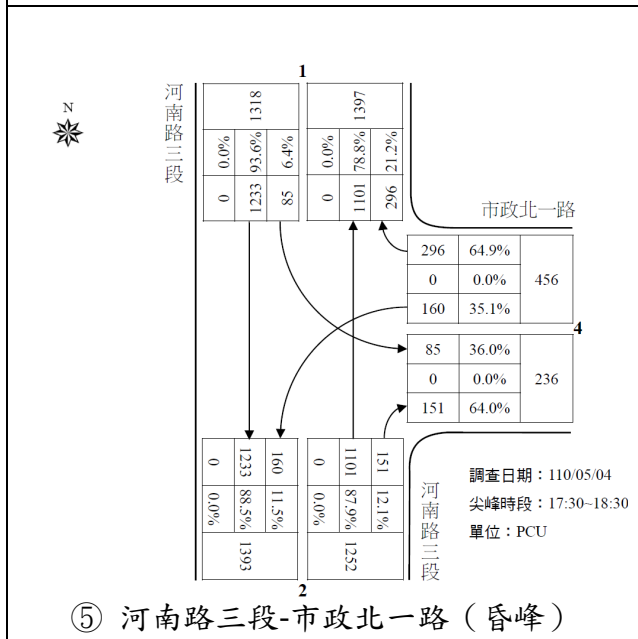 1
N
河南路三段
1318
0.0% 93.6% 6.4%
0 1233 85
1397
0.0% 78.8% 21.2%
0 1101 296
市政北一路
296 64.9%
0 0.0% 456
160 35.1%
4
85 36.0%
0 0.0% 236
151 64.0%
0 1233 160
0.0% 88.5% 11.5%
1393
0 1101 151
0.0% 87.9% 12.1%
1252
河南路三段
調查日期：110/05/04
尖峰時段：17:30~18:30
單位：PCU
2
⑤ 河南路三段-市政北一路（昏峰）